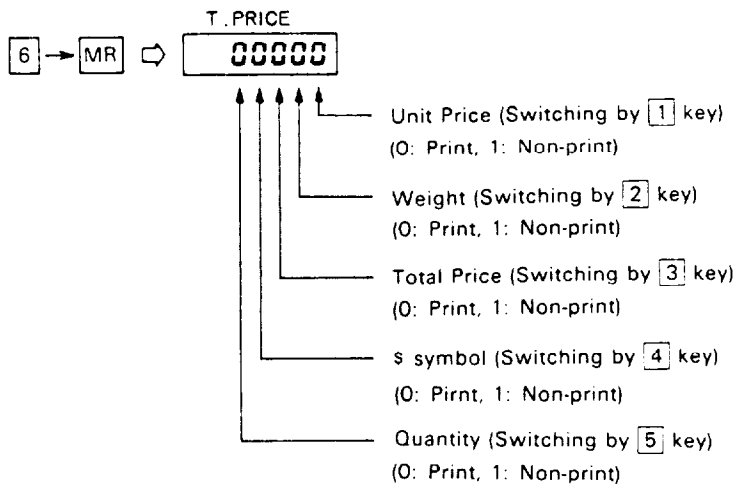 T.PRICE
6 → MR ⇨ 00000
Unit Price (Switching by 1 key)
(0: Print, 1: Non-print)
Weight (Switching by 2 key)
(0: Print, 1: Non-print)
Total Price (Switching by 3 key)
(0: Print, 1: Non-print)
$ symbol (Switching by 4 key)
(0: Pirnt, 1: Non-print)
Quantity (Switching by 5 key)
(0: Print, 1: Non-print)